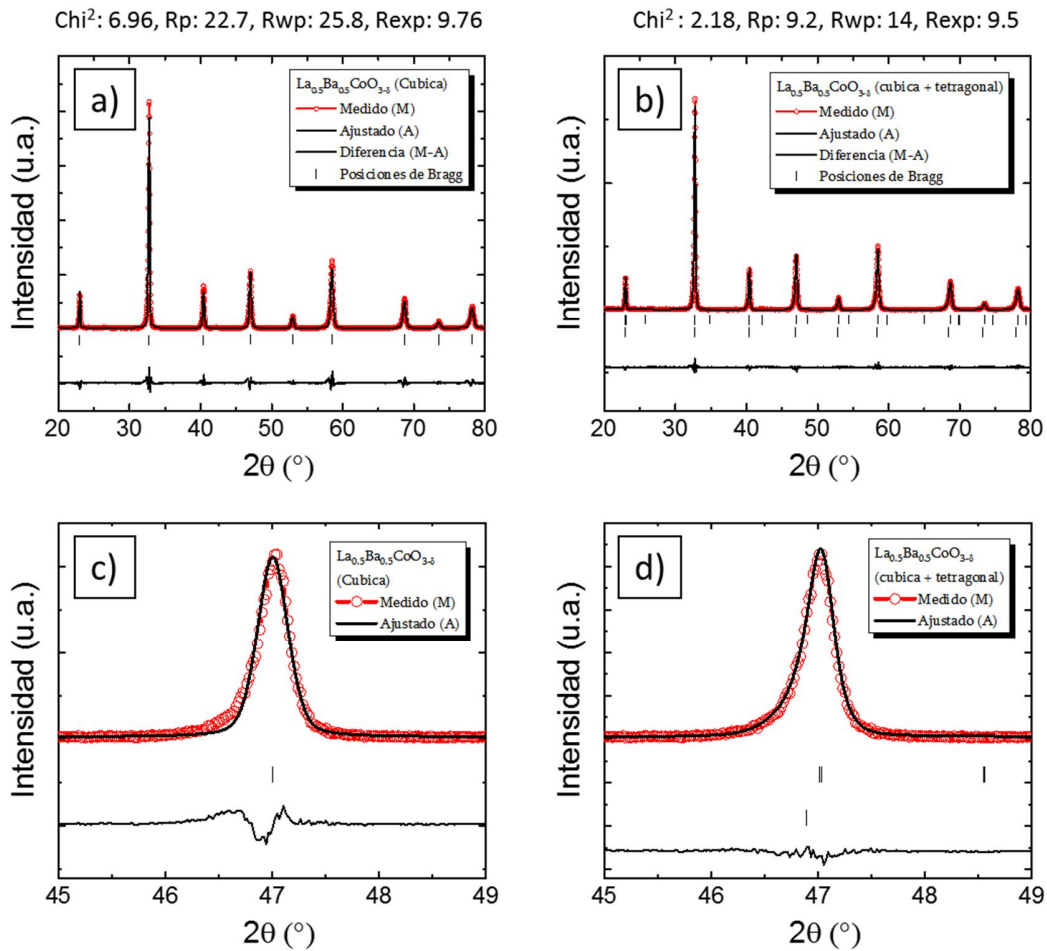 Chi²: 6.96, Rp: 22.7, Rwp: 25.8, Rexp: 9.76
Chi² : 2.18, Rp: 9.2, Rwp: 14, Rexp: 9.5
a)
La₀.₅Ba₀.₅CoO₃₋δ (Cubica)
Medido (M)
Ajustado (A)
Diferencia (M-A)
Posiciones de Bragg
Intensidad (u.a.)
20 30 40 50 60 70 80
2θ (°)
b)
La₀.₅Ba₀.₅CoO₃₋δ (cubica + tetragonal)
Medido (M)
Ajustado (A)
Diferencia (M-A)
Posiciones de Bragg
Intensidad (u.a.)
20 30 40 50 60 70 80
2θ (°)
c)
La₀.₅Ba₀.₅CoO₃₋δ
(Cubica)
Medido (M)
Ajustado (A)
Intensidad (u.a.)
45 46 47 48 49
2θ (°)
d)
La₀.₅Ba₀.₅CoO₃₋δ
(cubica + tetragonal)
Medido (M)
Ajustado (A)
Intensidad (u.a.)
45 46 47 48 49
2θ (°)